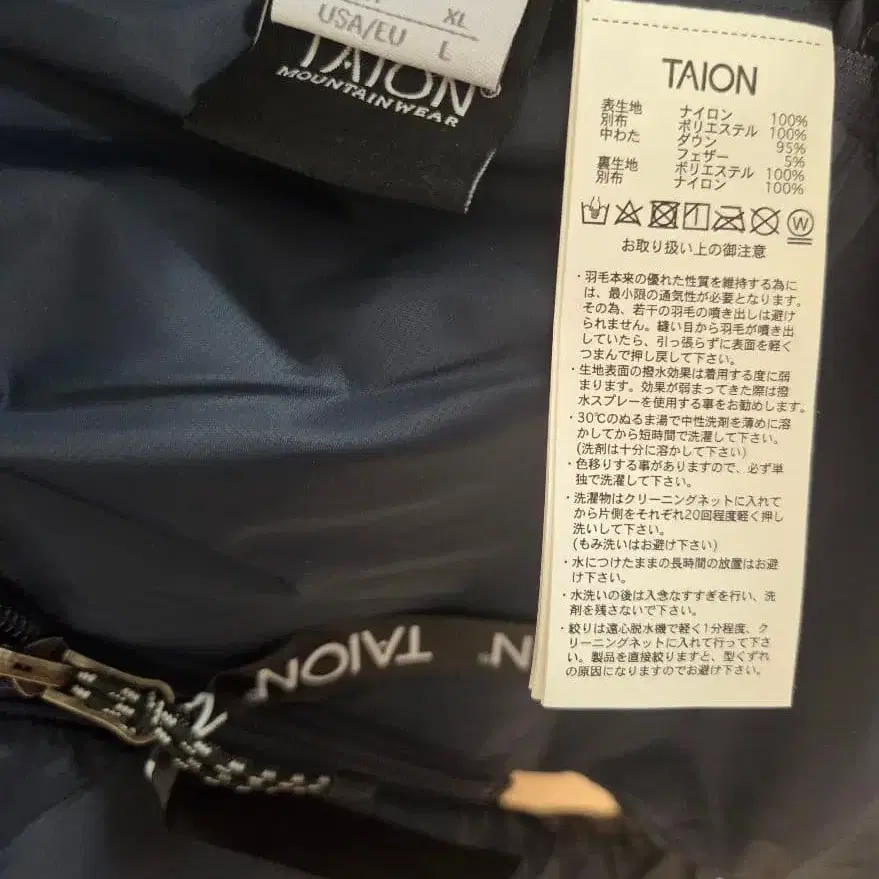 XL
USA/EU L
TAION
MOUNTAINWEAR
TAION
表生地 ナイロン 100%
別布 ポリエステル 100%
中わた ダウン 95%
フェザー 5%
裏生地 ポリエステル 100%
別布 ナイロン 100%
W
お取り扱い上の御注意
・羽毛本来の優れた性質を維持する為に
は、最小限の通気性が必要となります。
その為、若干の羽毛の噴き出しは避け
られません。縫い目から羽毛が噴き出
していたら、引っ張らずに表面を軽く
つまんで押し戻して下さい。
・生地表面の撥水効果は着用する度に弱
まります。効果が弱まってきた際は撥
水スプレーを使用する事をお勧めします。
・30℃のぬるま湯で中性洗剤を薄めに溶
かしてから短時間で洗濯して下さい。
(洗剤は十分に溶かして下さい)
・色移りする事がありますので、必ず単
独で洗濯して下さい。
・洗濯物はクリーニングネットに入れて
から片側をそれぞれ20回程度軽く押し
洗いして下さい。
(もみ洗いはお避け下さい)
・水につけたままの長時間の放置はお避
け下さい。
・水洗いの後は入念なすすぎを行い、洗
剤を残さないで下さい。
・絞りは遠心脱水機で軽く1分程度、ク
リーニングネットに入れて行って下さ
い。製品を直接絞りますと、型くずれ
の原因になりますのでお避け下さい。
TAION